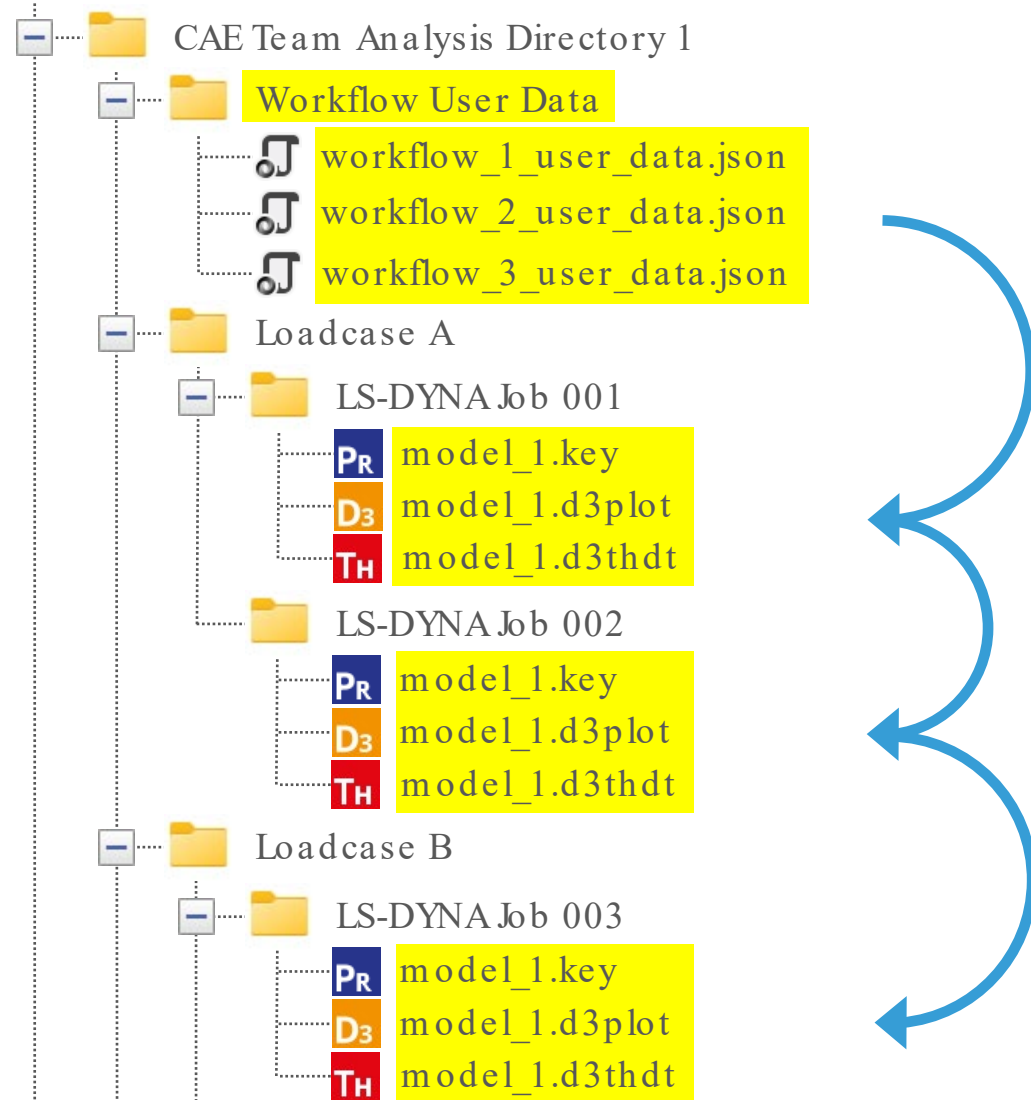 CAE Team Analysis Directory 1
Workflow User Data
workflow_1_user_data.json
workflow_2_user_data.json
workflow_3_user_data.json
Loadcase A
LS-DYNA Job 001
PR model_1.key
D3 model_1.d3plot
TH model_1.d3thdt
LS-DYNA Job 002
PR model_1.key
D3 model_1.d3plot
TH model_1.d3thdt
Loadcase B
LS-DYNA Job 003
PR model_1.key
D3 model_1.d3plot
TH model_1.d3thdt